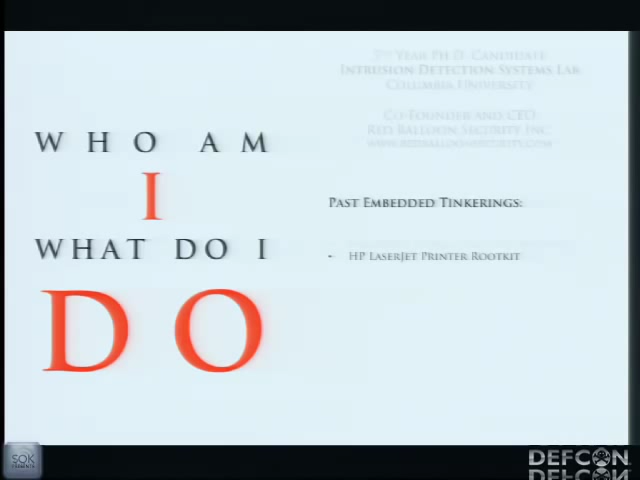 WHO AM
I
WHAT DO I
DO
5TH YEAR PH.D. CANDIDATE
INTRUSION DETECTION SYSTEMS LAB
COLUMBIA UNIVERSITY
CO-FOUNDER AND CEO
RED BALLOON SECURITY INC
WWW.REDBALLOONSECURITY.COM
PAST EMBEDDED TINKERINGS:
- HP LASERJET PRINTER ROOTKIT
SOK
DEFCON